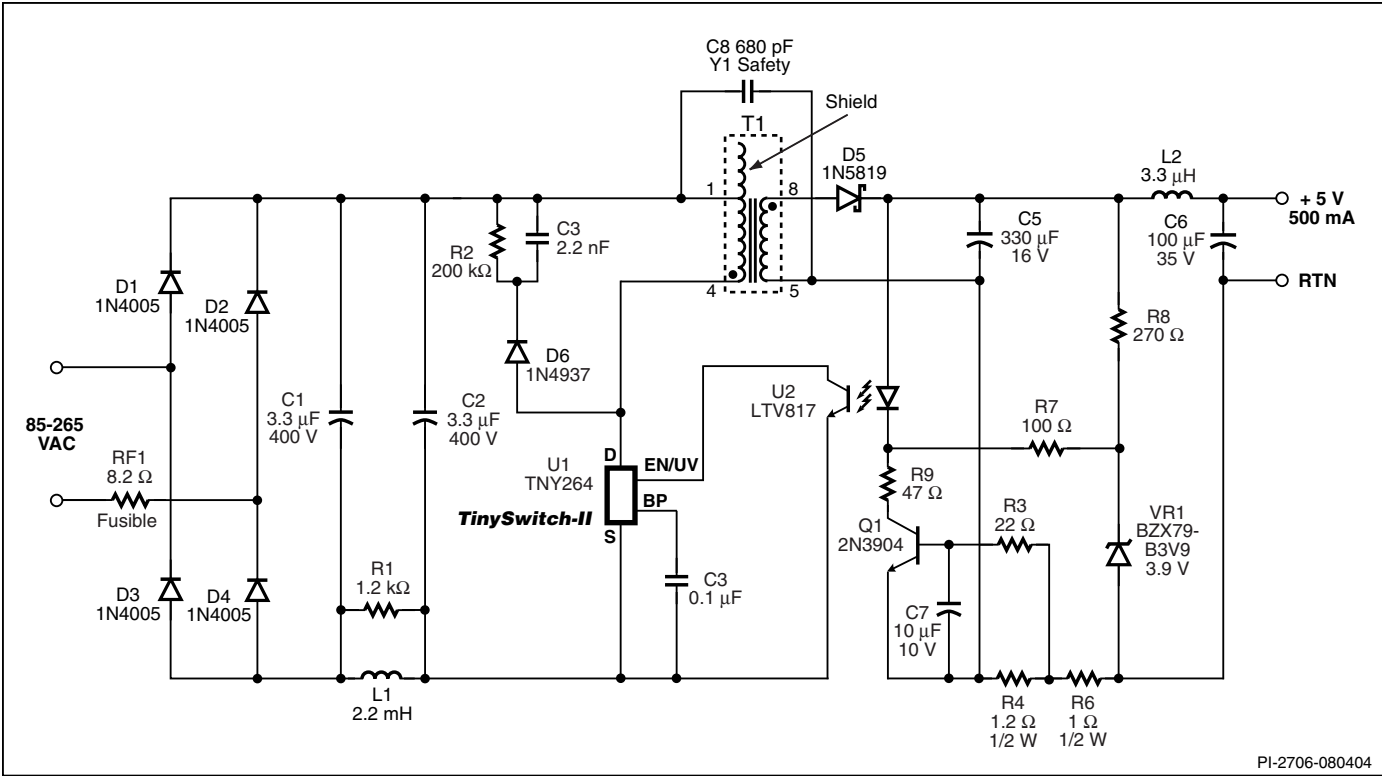 C8 680 pF
Y1 Safety
Shield
T1
D5
1N5819
L2
3.3 µH
1
8
+ 5 V
500 mA
C5
330 µF
16 V
C6
100 µF
35 V
R2
200 kΩ
C3
2.2 nF
4
5
RTN
D1
1N4005
D2
1N4005
R8
270 Ω
D6
1N4937
U2
LTV817
85-265
VAC
C1
3.3 µF
400 V
C2
3.3 µF
400 V
R7
100 Ω
RF1
8.2 Ω
Fusible
U1
TNY264
D
EN/UV
BP
S
TinySwitch-II
R9
47 Ω
Q1
2N3904
R3
22 Ω
VR1
BZX79-
B3V9
3.9 V
D3
1N4005
D4
1N4005
R1
1.2 kΩ
C3
0.1 µF
C7
10 µF
10 V
L1
2.2 mH
R4
1.2 Ω
1/2 W
R6
1 Ω
1/2 W
PI-2706-080404